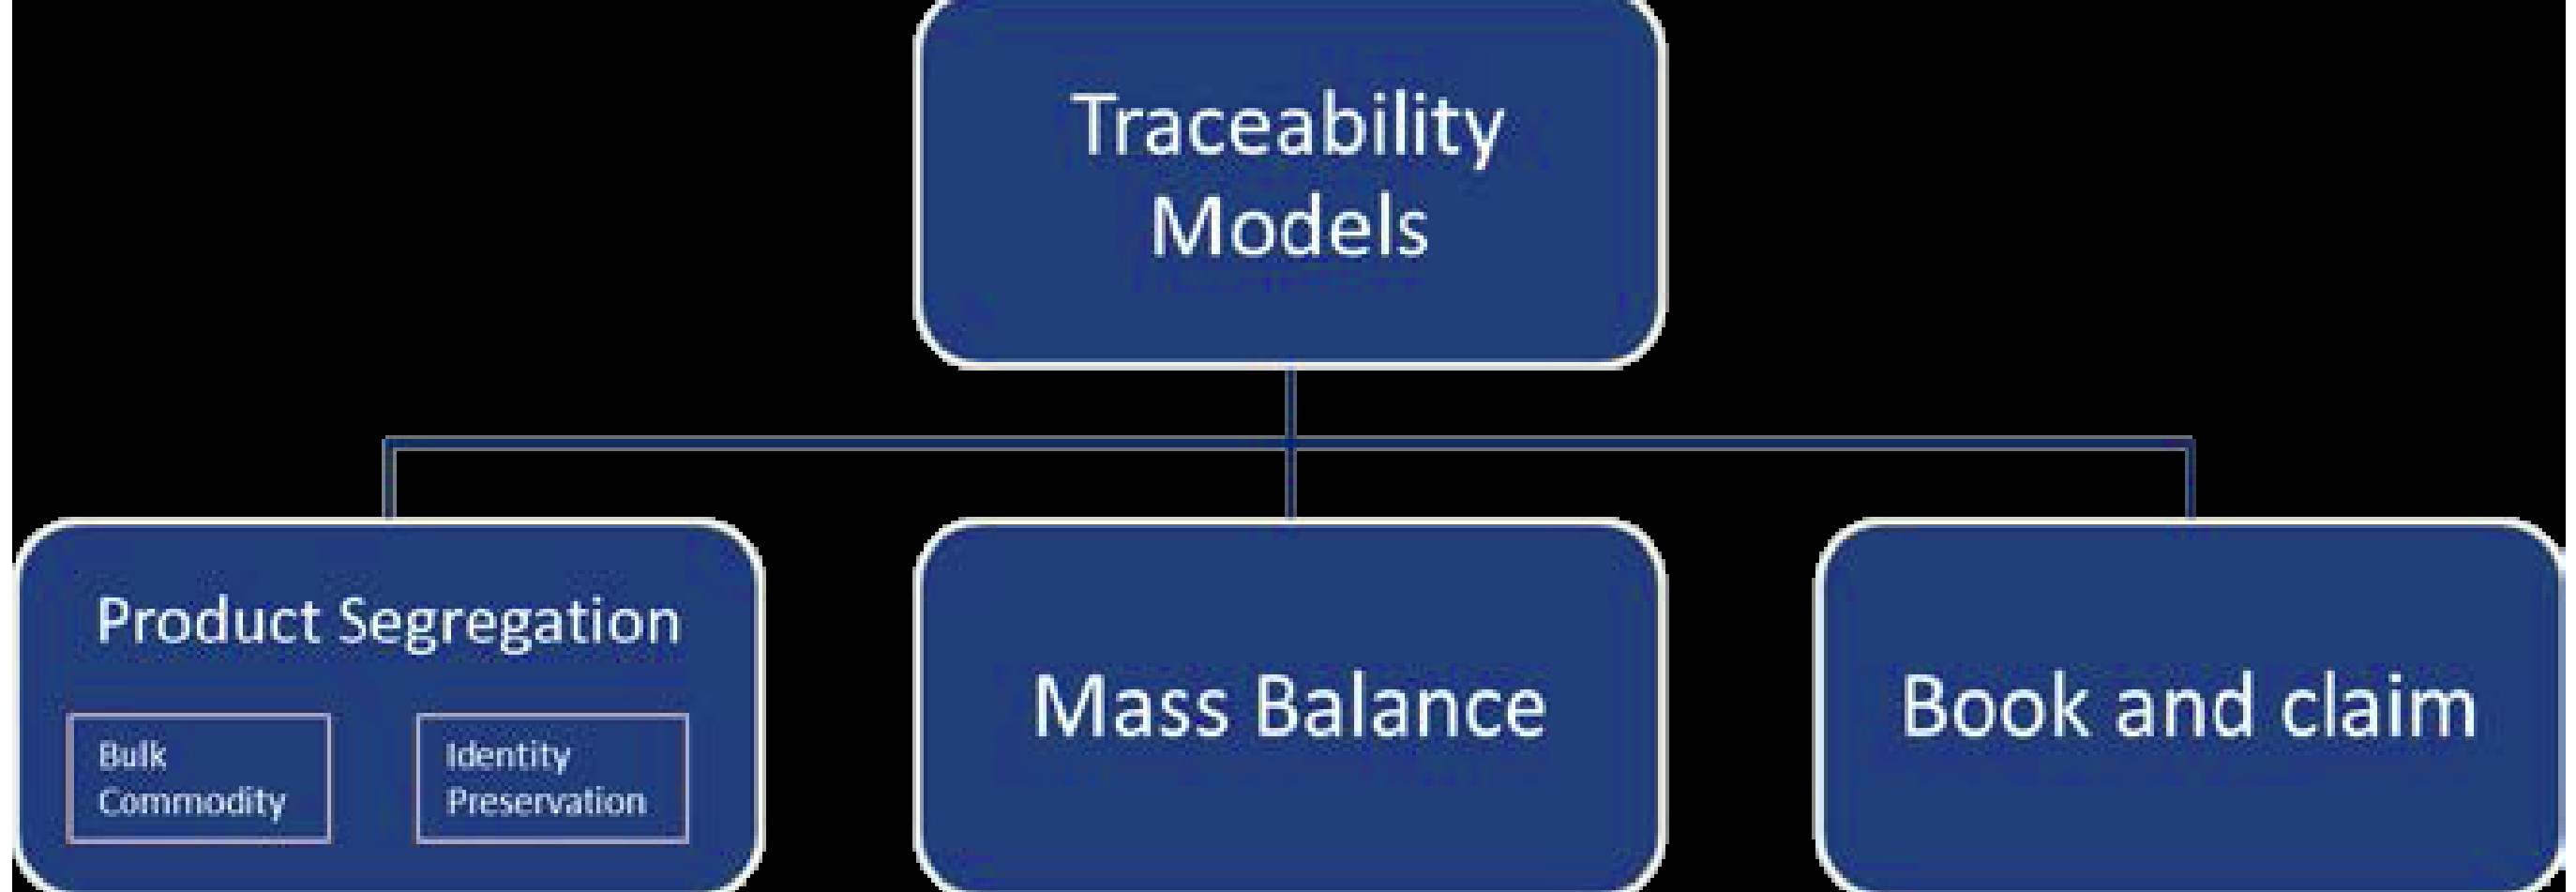 Traceability
Models
Product Segregation
Bulk
Commodity
Identity
Preservation
Mass Balance
Book and claim